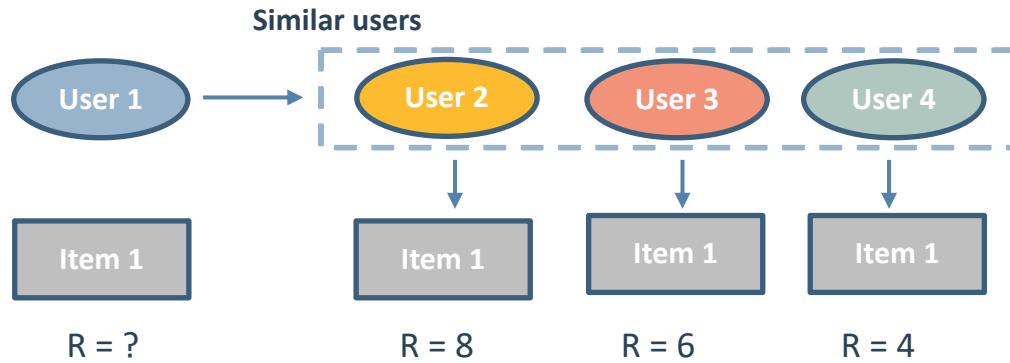 Similar users
User 1
User 2
User 3
User 4
Item 1
Item 1
Item 1
Item 1
R = ?
R = 8
R = 6
R = 4